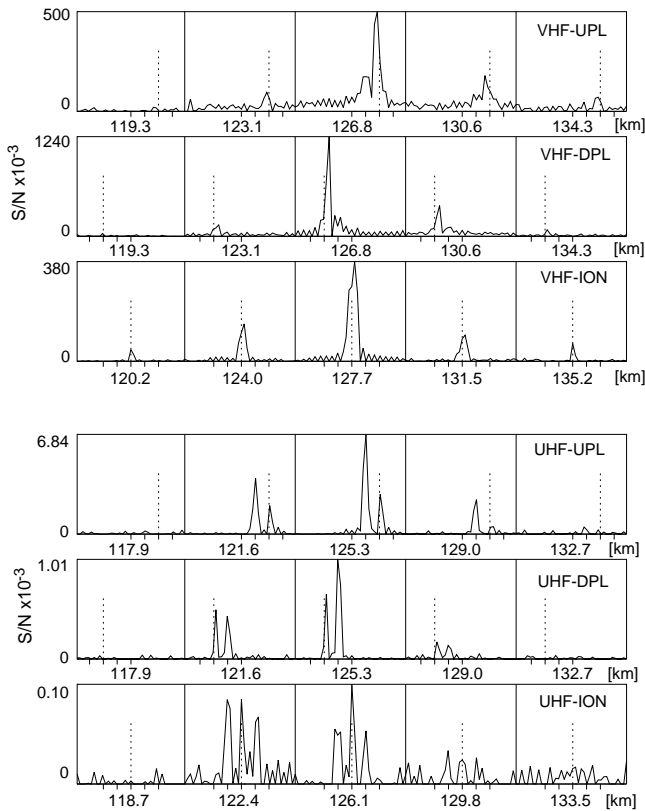 500
VHF-UPL
0
119.3 123.1 126.8 130.6 134.3 [km]
1240
VHF-DPL
S/N x10-3
0
119.3 123.1 126.8 130.6 134.3 [km]
380
VHF-ION
0
120.2 124.0 127.7 131.5 135.2 [km]
6.84
UHF-UPL
0
117.9 121.6 125.3 129.0 132.7 [km]
1.01
UHF-DPL
S/N x10-3
0
117.9 121.6 125.3 129.0 132.7 [km]
0.10
UHF-ION
0
118.7 122.4 126.1 129.8 133.5 [km]